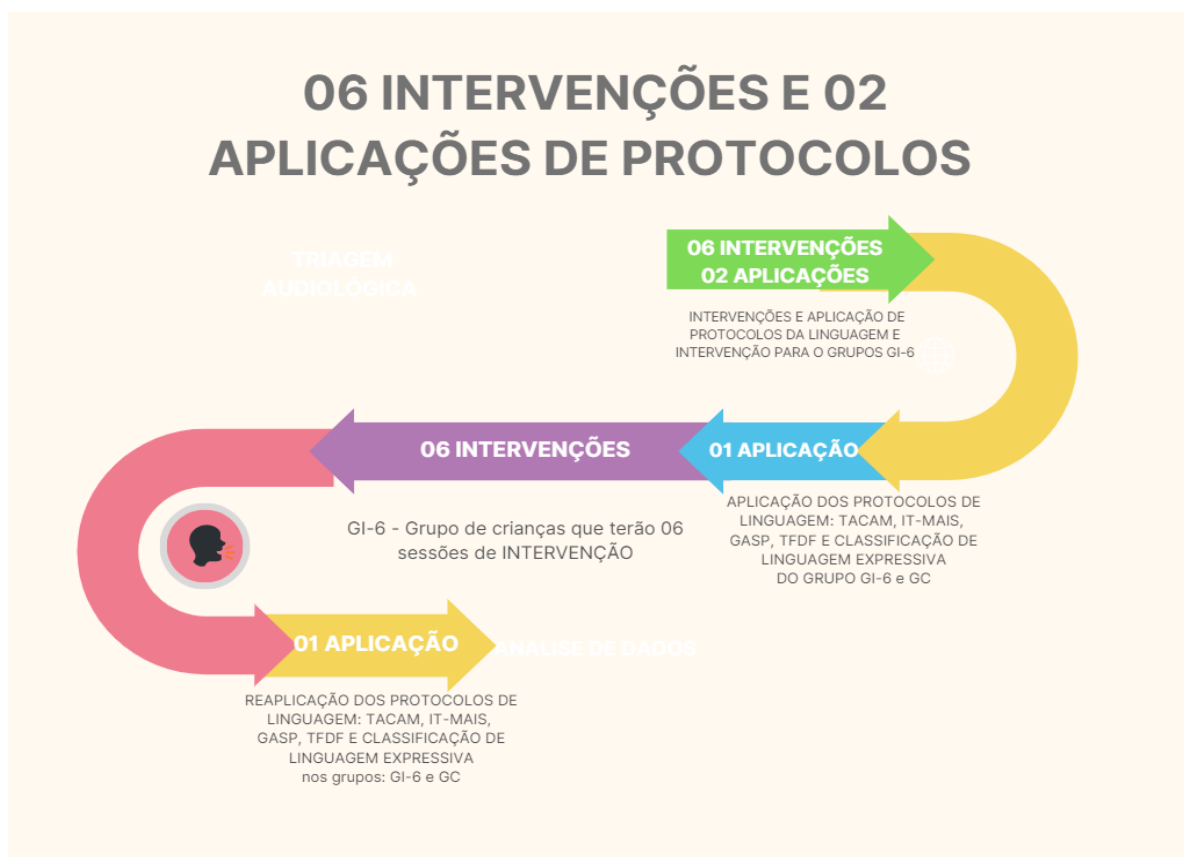 06 INTERVENÇÕES E 02
APLICAÇÕES DE PROTOCOLOS
TRIAGEM
AUDIOLÓGICA
06 INTERVENÇÕES
02 APLICAÇÕES
INTERVENÇÕES E APLICAÇÃO DE
PROTOCOLOS DA LINGUAGEM E
INTERVENÇÃO PARA O GRUPOS GI-6
01 APLICAÇÃO
APLICAÇÃO DOS PROTOCOLOS DE
LINGUAGEM: TACAM, IT-MAIS,
GASP, TFDF E CLASSIFICAÇÃO DE
LINGUAGEM EXPRESSIVA
DO GRUPO GI-6 e GC
06 INTERVENÇÕES
GI-6 - Grupo de crianças que terão 06
sessões de INTERVENÇÃO
01 APLICAÇÃO
ANALISE DE DADOS
REAPLICAÇÃO DOS PROTOCOLOS DE
LINGUAGEM: TACAM, IT-MAIS,
GASP, TFDF E CLASSIFICAÇÃO DE
LINGUAGEM EXPRESSIVA
nos grupos: GI-6 e GC